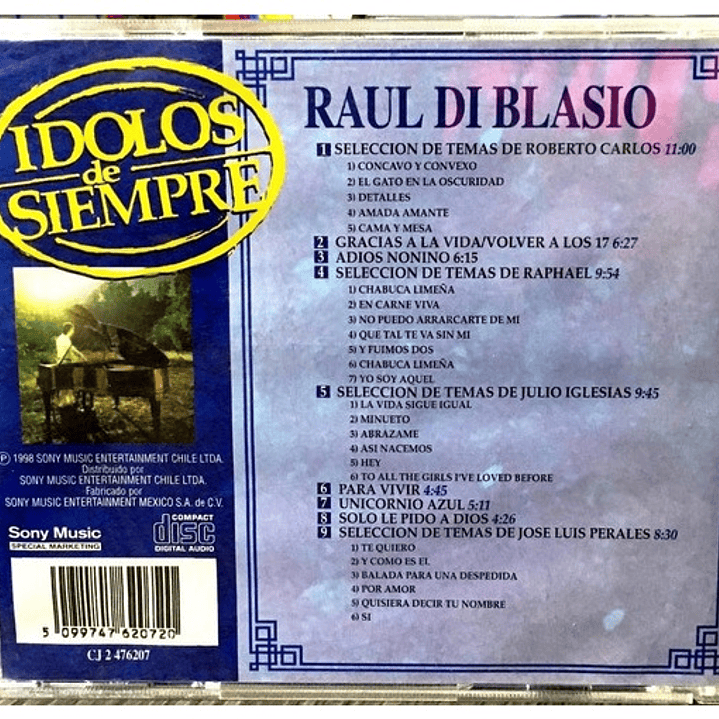 IDOLOS
de
SIEMPRE
℗ 1998 SONY MUSIC ENTERTAINMENT CHILE LTDA.
Distribuido por
SONY MUSIC ENTERTAINMENT CHILE LTDA.
Fabricado por
SONY MUSIC ENTERTAINMENT MEXICO S.A. de C.V.
Sony Music
SPECIAL MARKETING
COMPACT
disc
DIGITAL AUDIO
5 099747 620720
CJ 2 476207
RAUL DI BLASIO
1 SELECCION DE TEMAS DE ROBERTO CARLOS 11:00
1) CONCAVO Y CONVEXO
2) EL GATO EN LA OSCURIDAD
3) DETALLES
4) AMADA AMANTE
5) CAMA Y MESA
2 GRACIAS A LA VIDA/VOLVER A LOS 17 6:27
3 ADIOS NONINO 6:15
4 SELECCION DE TEMAS DE RAPHAEL 9:54
1) CHABUCA LIMEÑA
2) EN CARNE VIVA
3) NO PUEDO ARRARCARTE DE MI
4) QUE TAL TE VA SIN MI
5) Y FUIMOS DOS
6) CHABUCA LIMEÑA
7) YO SOY AQUEL
5 SELECCION DE TEMAS DE JULIO IGLESIAS 9:45
1) LA VIDA SIGUE IGUAL
2) MINUETO
3) ABRAZAME
4) ASI NACEMOS
5) HEY
6) TO ALL THE GIRLS I'VE LOVED BEFORE
6 PARA VIVIR 4:45
7 UNICORNIO AZUL 5:11
8 SOLO LE PIDO A DIOS 4:26
9 SELECCION DE TEMAS DE JOSE LUIS PERALES 8:30
1) TE QUIERO
2) Y COMO ES EL
3) BALADA PARA UNA DESPEDIDA
4) POR AMOR
5) QUISIERA DECIR TU NOMBRE
6) SI